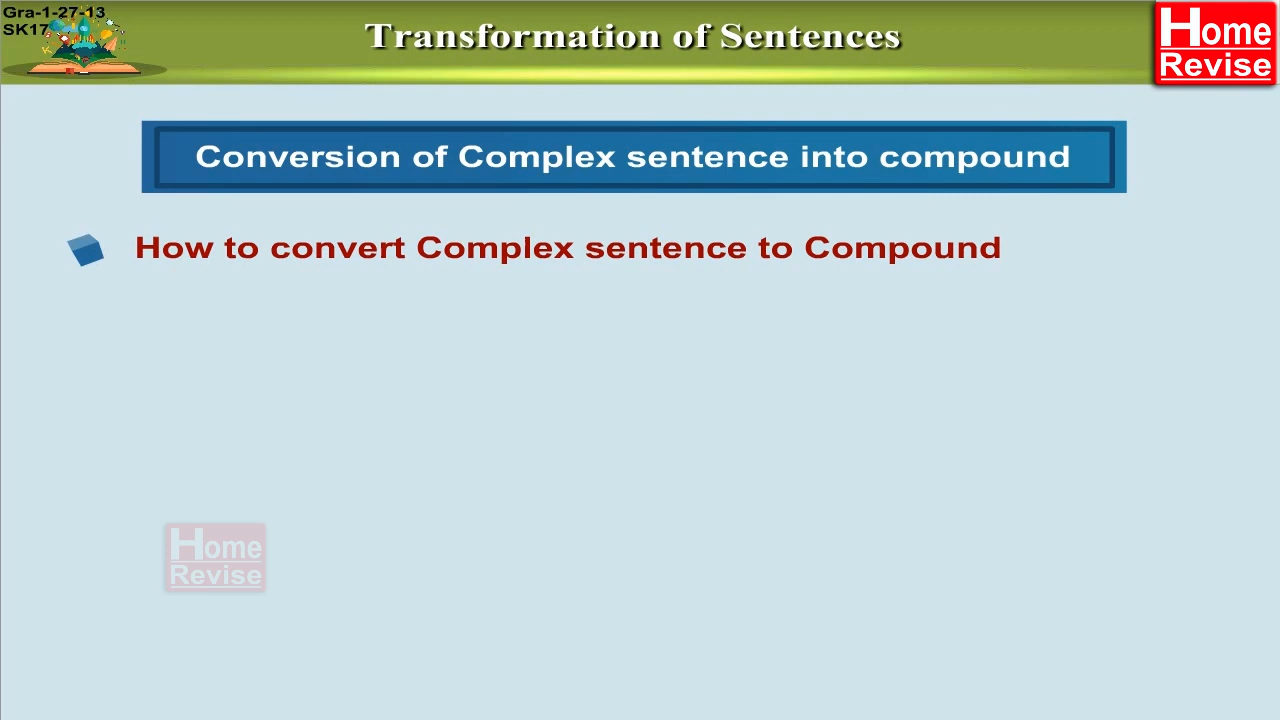 Gra-1-27-13
SK17
Transformation of Sentences
Home
Revise
Conversion of Complex sentence into compound
How to convert Complex sentence to Compound
Home
Revise